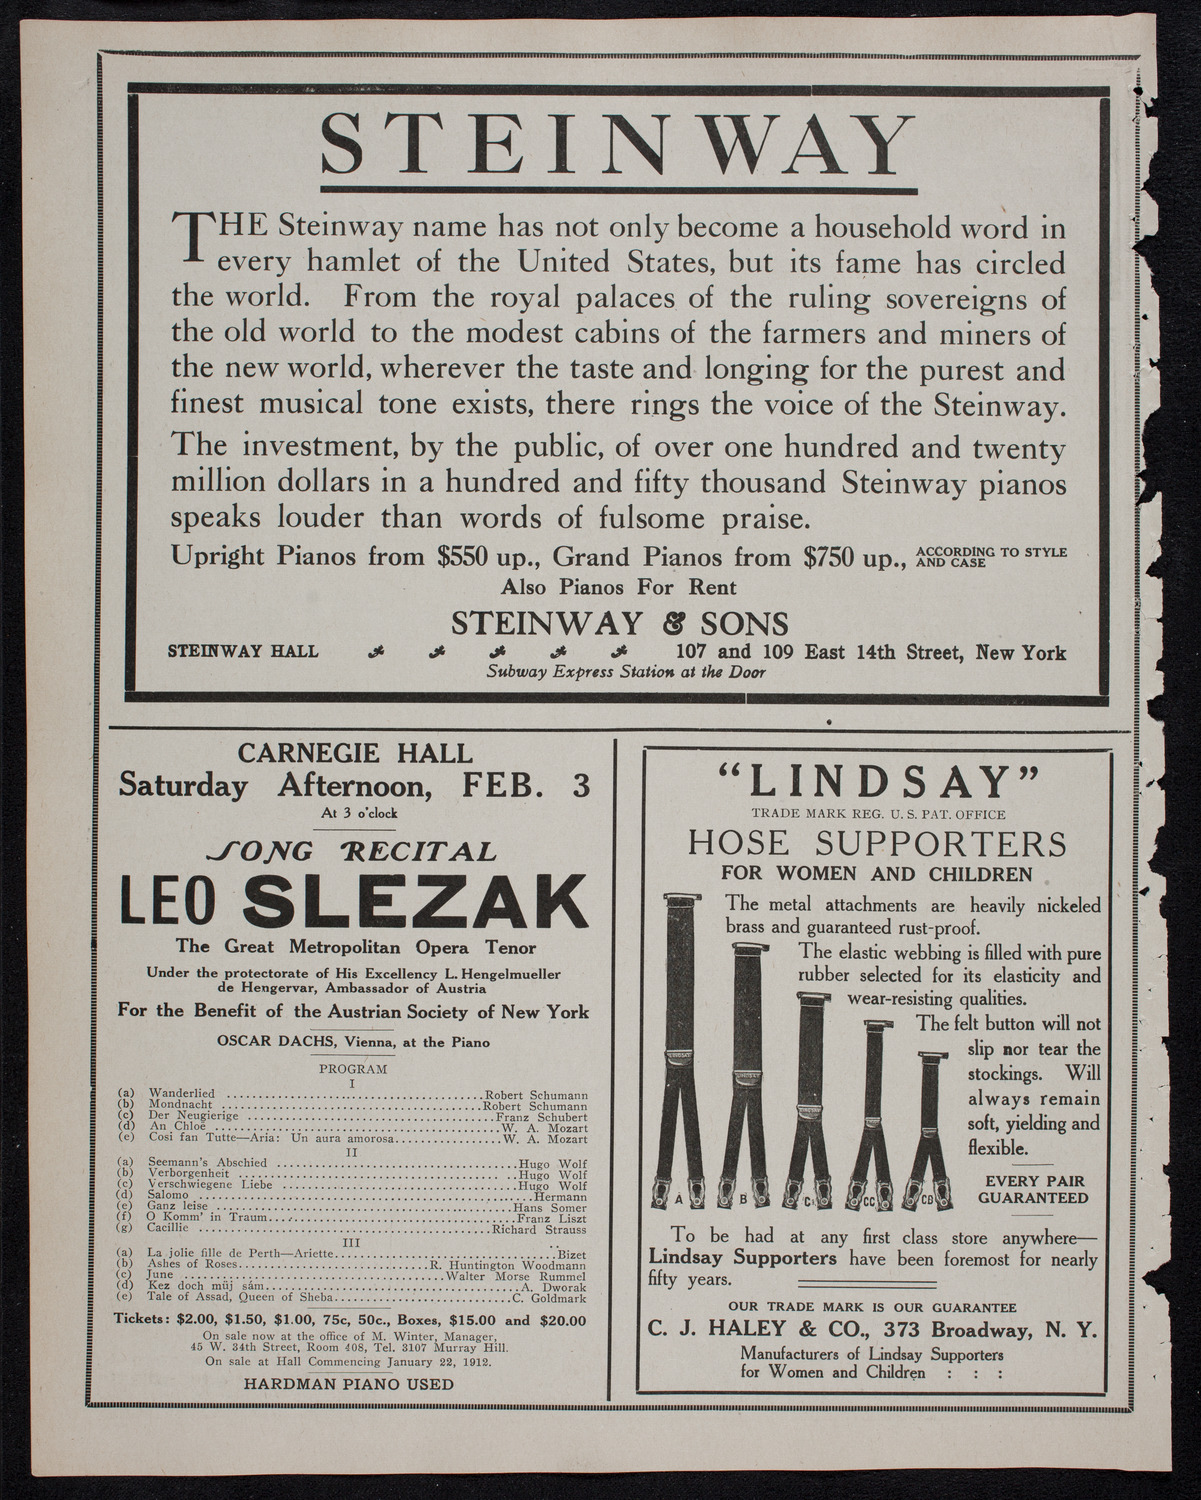 STEINWAY
THE Steinway name has not only become a household word in
every hamlet of the United States, but its fame has circled
the world. From the royal palaces of the ruling sovereigns of
the old world to the modest cabins of the farmers and miners of
the new world, wherever the taste and longing for the purest and
finest musical tone exists, there rings the voice of the Steinway.
The investment, by the public, of over one hundred and twenty
million dollars in a hundred and fifty thousand Steinway pianos
speaks louder than words of fulsome praise.
Upright Pianos from $550 up., Grand Pianos from $750 up., ACCORDING TO STYLE AND CASE
Also Pianos For Rent
STEINWAY & SONS
STEINWAY HALL 107 and 109 East 14th Street, New York
Subway Express Station at the Door
CARNEGIE HALL
Saturday Afternoon, FEB. 3
At 3 o'clock
SONG RECITAL
LEO SLEZAK
The Great Metropolitan Opera Tenor
Under the protectorate of His Excellency L. Hengelmueller
de Hengervar, Ambassador of Austria
For the Benefit of the Austrian Society of New York
OSCAR DACHS, Vienna, at the Piano
PROGRAM
I
(a) Wanderlied ........ Robert Schumann
(b) Mondnacht ........ Robert Schumann
(c) Der Neugierige ........ Franz Schubert
(d) An Chloë ........ W. A. Mozart
(e) Cosi fan Tutte—Aria: Un aura amorosa ........ W. A. Mozart
II
(a) Seemann's Abschied ........ Hugo Wolf
(b) Verborgenheit ........ Hugo Wolf
(c) Verschwiegene Liebe ........ Hugo Wolf
(d) Salomo ........ Hermann
(e) Ganz leise ........ Hans Somer
(f) O Komm' in Traum ........ Franz Liszt
(g) Cacillie ........ Richard Strauss
III
(a) La jolie fille de Perth—Ariette ........ Bizet
(b) Ashes of Roses ........ R. Huntington Woodmann
(c) June ........ Walter Morse Rummel
(d) Kez doch můj sám ........ A. Dworak
(e) Tale of Assad, Queen of Sheba ........ C. Goldmark
Tickets: $2.00, $1.50, $1.00, 75c, 50c., Boxes, $15.00 and $20.00
On sale now at the office of M. Winter, Manager,
45 W. 34th Street, Room 408, Tel. 3107 Murray Hill.
On sale at Hall Commencing January 22, 1912.
HARDMAN PIANO USED
"LINDSAY"
TRADE MARK REG. U. S. PAT. OFFICE
HOSE SUPPORTERS
FOR WOMEN AND CHILDREN
The metal attachments are heavily nickeled
brass and guaranteed rust-proof.
The elastic webbing is filled with pure
rubber selected for its elasticity and
wear-resisting qualities.
The felt button will not
slip nor tear the
stockings. Will
always remain
soft, yielding and
flexible.
EVERY PAIR
GUARANTEED
LINDSAY
A B C CC CB
To be had at any first class store anywhere—
Lindsay Supporters have been foremost for nearly
fifty years.
OUR TRADE MARK IS OUR GUARANTEE
C. J. HALEY & CO., 373 Broadway, N. Y.
Manufacturers of Lindsay Supporters
for Women and Children : : :